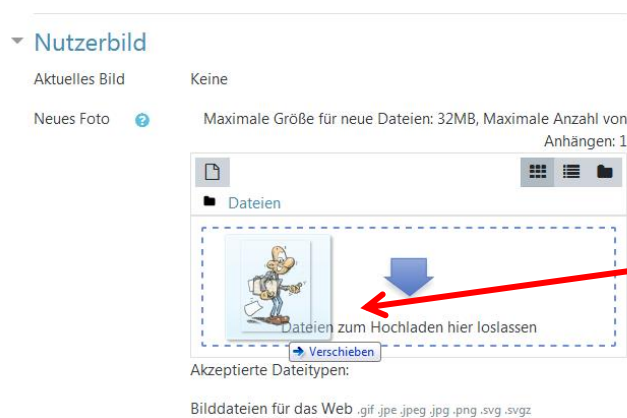 Nutzerbild
Aktuelles Bild Keine
Neues Foto ? Maximale Größe für neue Dateien: 32MB, Maximale Anzahl von
Anhängen: 1
Dateien
Dateien zum Hochladen hier loslassen
Verschieben
Akzeptierte Dateitypen:
Bilddateien für das Web .gif .jpe .jpeg .jpg .png .svg .svgz